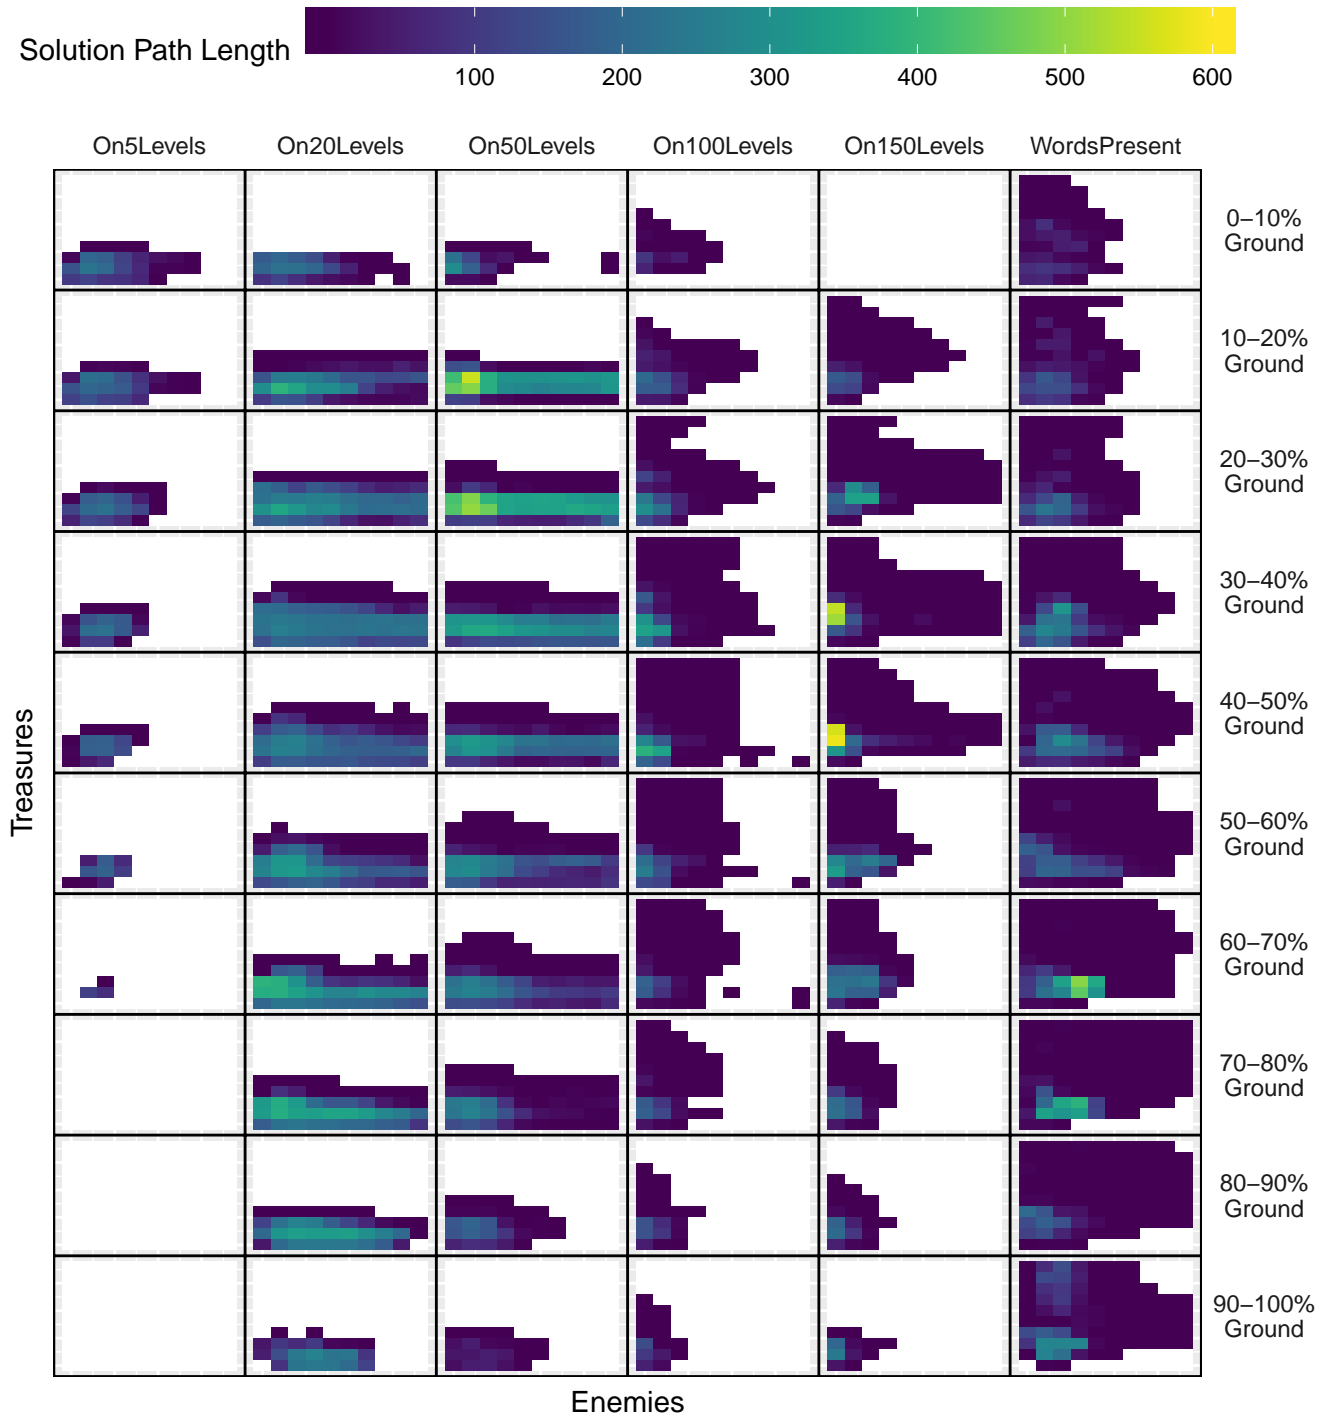 Solution Path Length
100 200 300 400 500 600
On5Levels On20Levels On50Levels On100Levels On150Levels WordsPresent
0−10%
Ground
10−20%
Ground
20−30%
Ground
30−40%
Ground
40−50%
Ground
50−60%
Ground
60−70%
Ground
70−80%
Ground
80−90%
Ground
90−100%
Ground
Treasures
Enemies